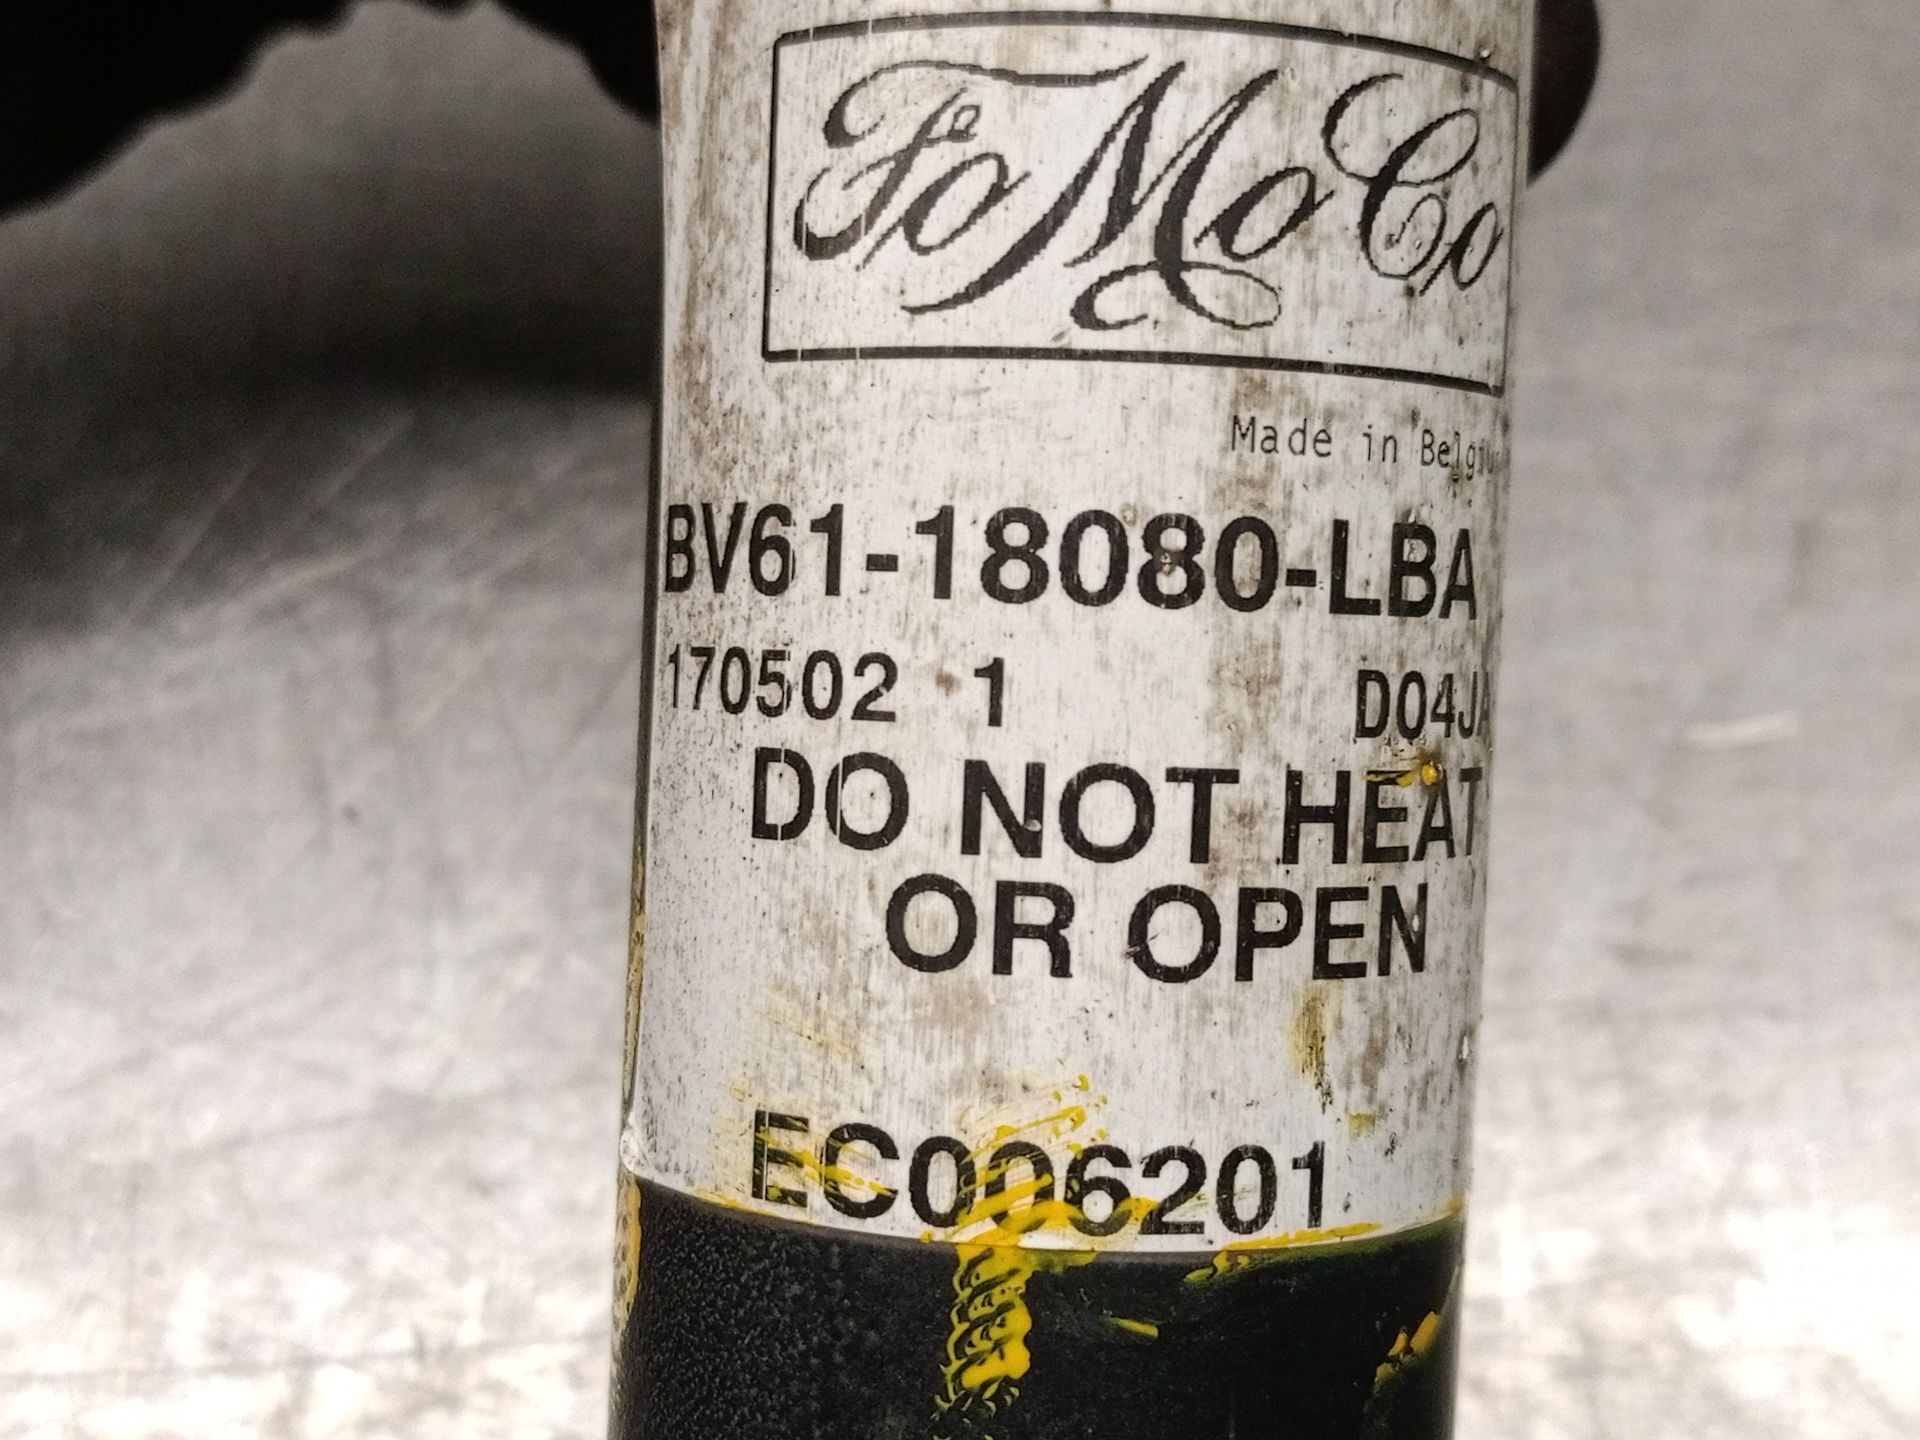 FoMoCo
Made in Belgiu
BV61-18080-LBA
170502 1 D04JA
DO NOT HEAT
OR OPEN
EC006201